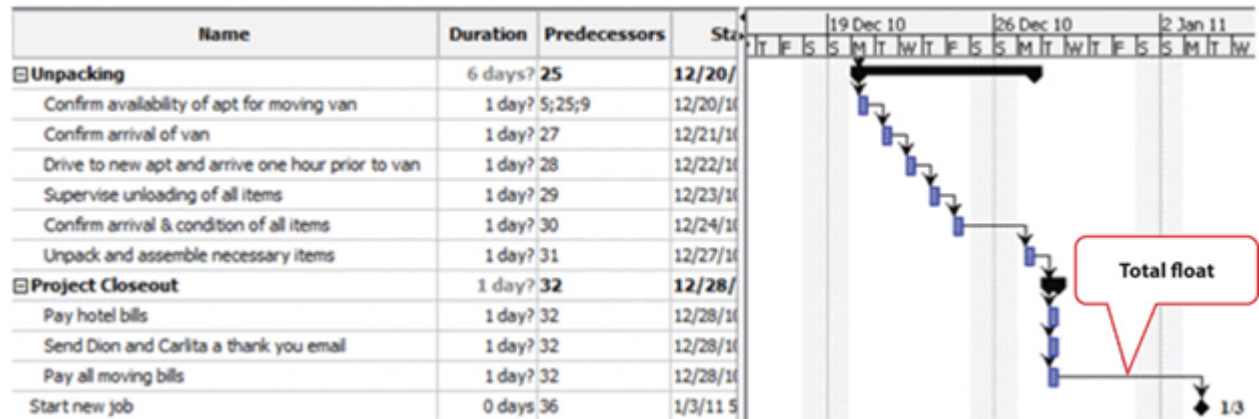 Name Duration Predecessors Sta
19 Dec 10 26 Dec 10 2 Jan 11
T F S S M T W T F S S M T W T F S S M T W
Unpacking 6 days? 25 12/20/
Confirm availability of apt for moving van 1 day? 5;25;9 12/20/10
Confirm arrival of van 1 day? 27 12/21/10
Drive to new apt and arrive one hour prior to van 1 day? 28 12/22/10
Supervise unloading of all items 1 day? 29 12/23/10
Confirm arrival & condition of all items 1 day? 30 12/24/10
Unpack and assemble necessary items 1 day? 31 12/27/10
Total float
Project Closeout 1 day? 32 12/28/
Pay hotel bills 1 day? 32 12/28/10
Send Dion and Carlita a thank you email 1 day? 32 12/28/10
Pay all moving bills 1 day? 32 12/28/10
Start new job 0 days 36 1/3/11 5 1/3